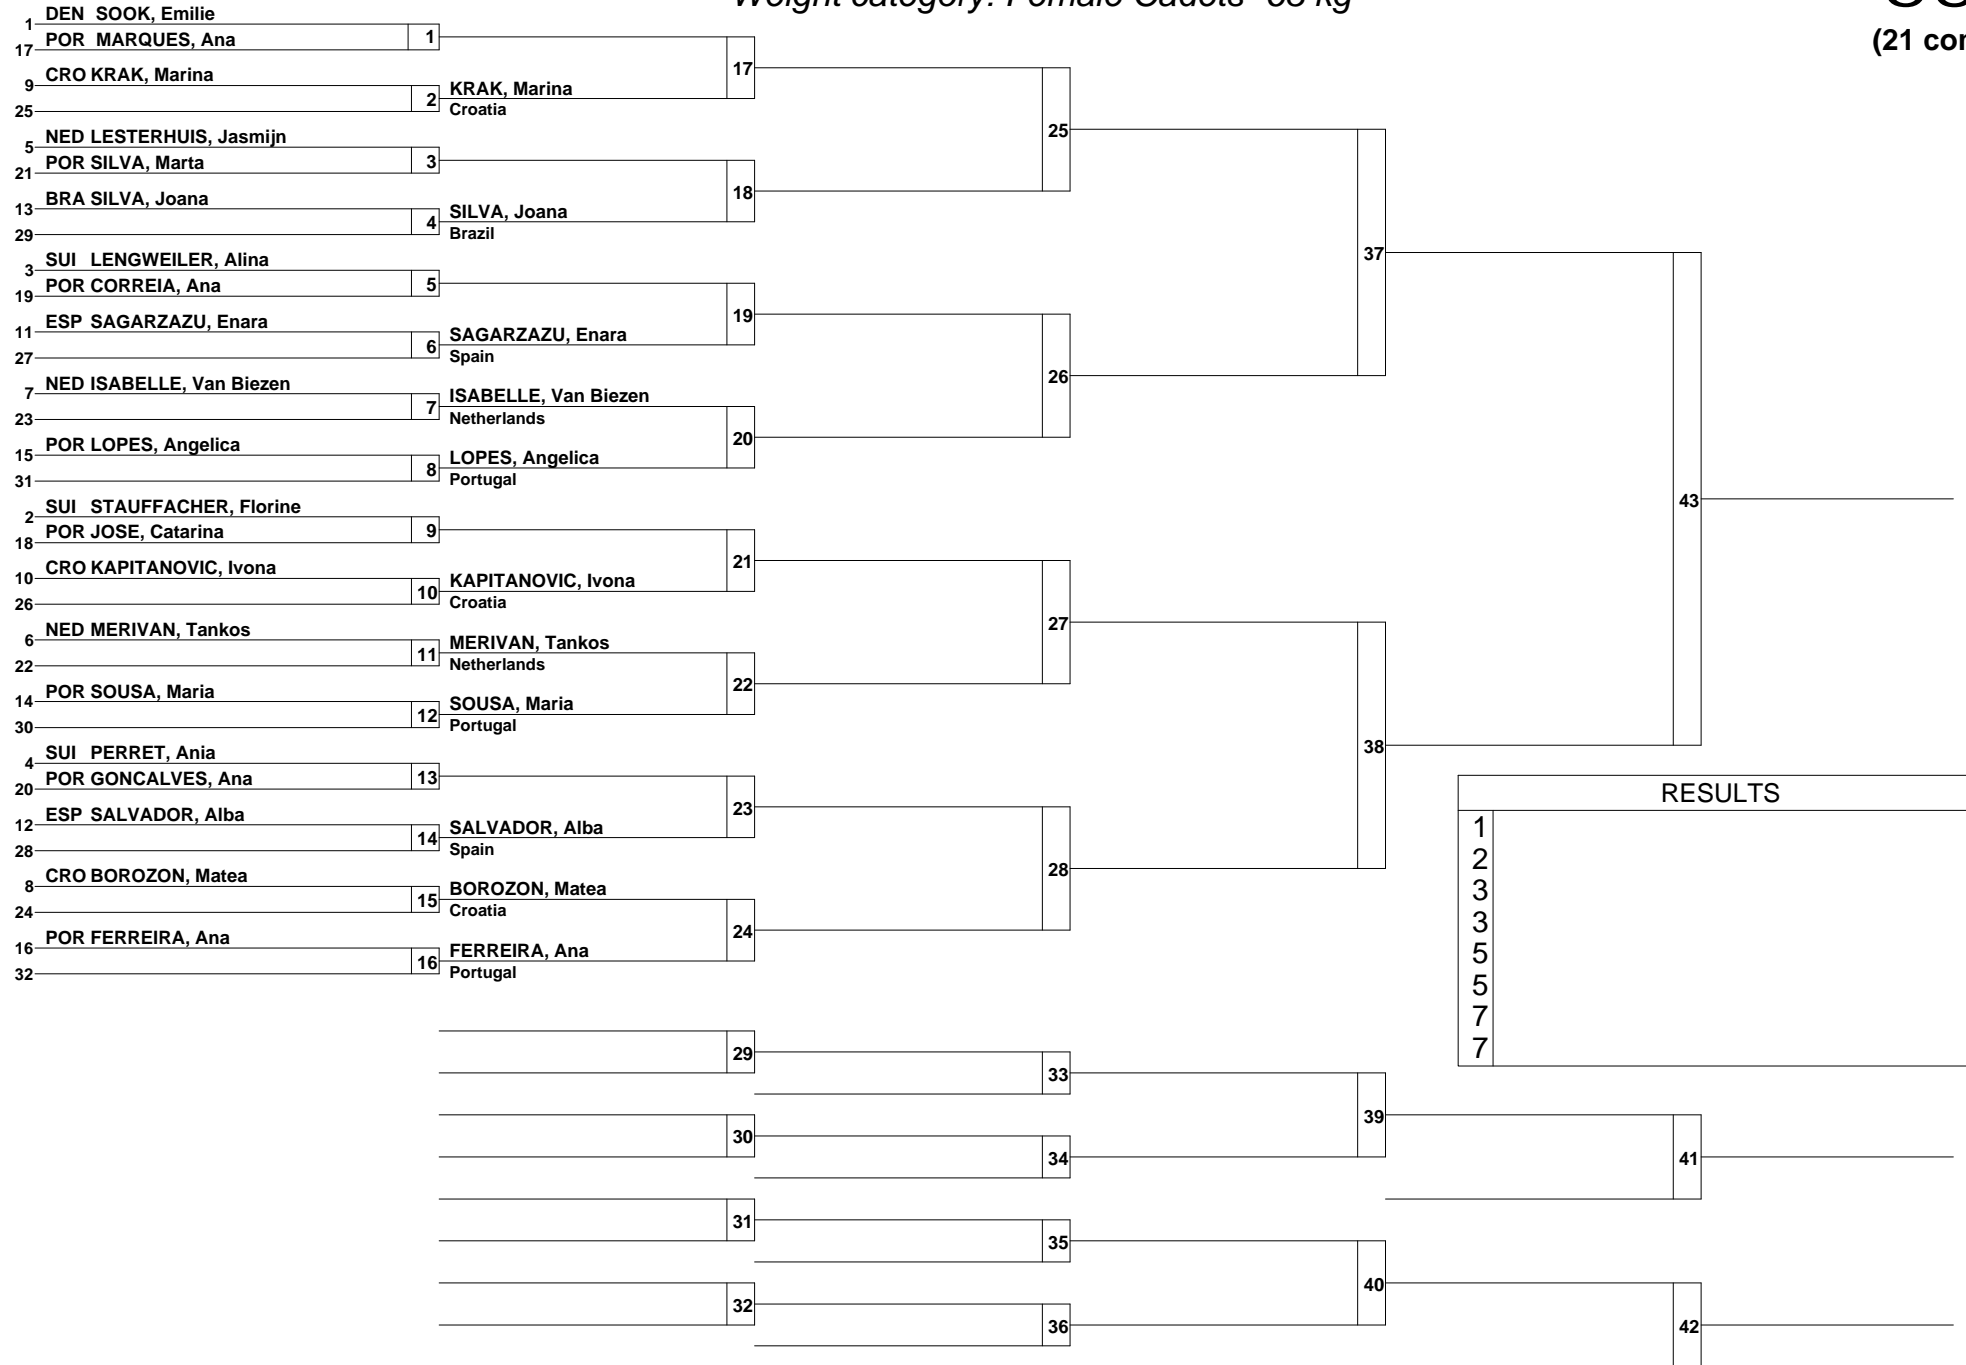 (21
1 DEN SOOK, Emilie
17 POR MARQUES, Ana
1
9 CRO KRAK, Marina
25
2
KRAK, Marina
Croatia
17
5 NED LESTERHUIS, Jasmijn
21 POR SILVA, Marta
3
13 BRA SILVA, Joana
29
4
SILVA, Joana
Brazil
18
25
3 SUI LENGWEILER, Alina
19 POR CORREIA, Ana
5
11 ESP SAGARZAZU, Enara
27
6
SAGARZAZU, Enara
Spain
19
7 NED ISABELLE, Van Biezen
23
7
ISABELLE, Van Biezen
Netherlands
15 POR LOPES, Angelica
31
8
LOPES, Angelica
Portugal
20
26
37
2 SUI STAUFFACHER, Florine
18 POR JOSE, Catarina
9
10 CRO KAPITANOVIC, Ivona
26
10
KAPITANOVIC, Ivona
Croatia
21
6 NED MERIVAN, Tankos
22
11
MERIVAN, Tankos
Netherlands
14 POR SOUSA, Maria
30
12
SOUSA, Maria
Portugal
22
27
4 SUI PERRET, Ania
20 POR GONCALVES, Ana
13
12 ESP SALVADOR, Alba
28
14
SALVADOR, Alba
Spain
23
8 CRO BOROZON, Matea
24
15
BOROZON, Matea
Croatia
16 POR FERREIRA, Ana
32
16
FERREIRA, Ana
Portugal
24
28
38
43
RESULTS
1
2
3
3
5
5
7
7
29
33
30
34
39
41
31
35
32
36
40
42